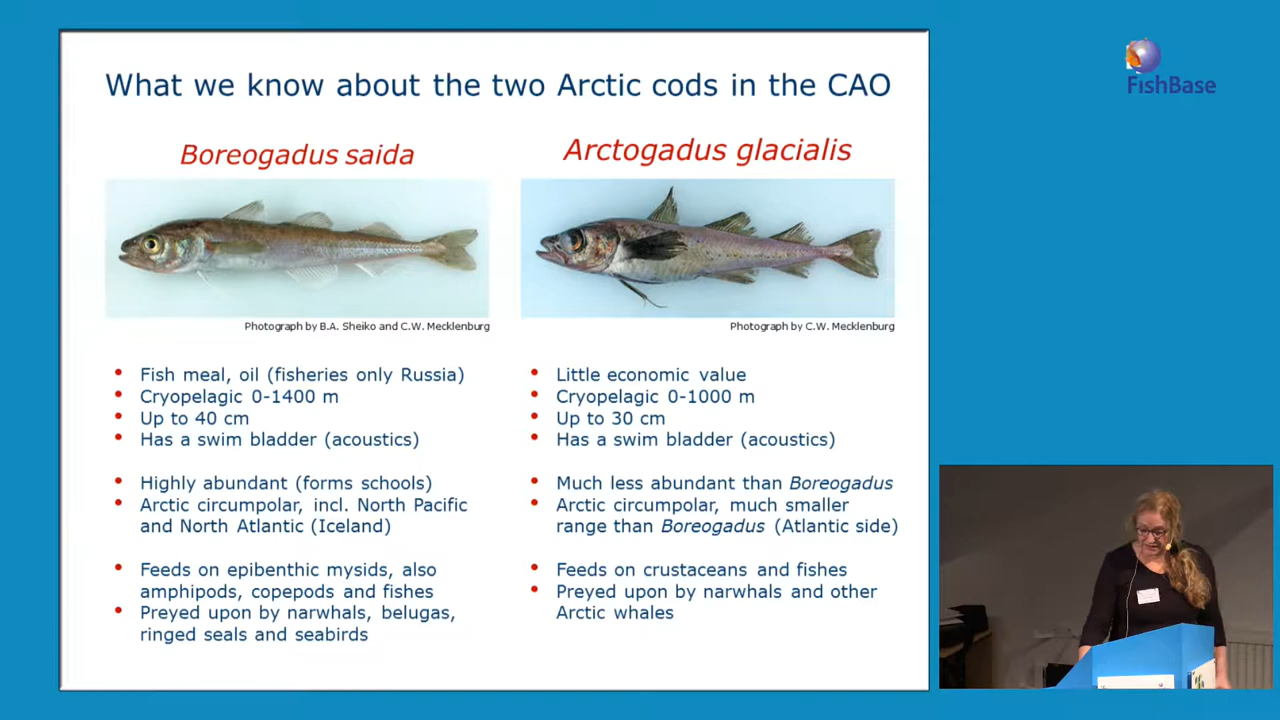 What we know about the two Arctic cods in the CAO
FishBase
Boreogadus saida
Photograph by B.A. Sheiko and C.W. Mecklenburg
Fish meal, oil (fisheries only Russia)
Cryopelagic 0-1400 m
Up to 40 cm
Has a swim bladder (acoustics)
Highly abundant (forms schools)
Arctic circumpolar, incl. North Pacific
and North Atlantic (Iceland)
Feeds on epibenthic mysids, also
amphipods, copepods and fishes
Preyed upon by narwhals, belugas,
ringed seals and seabirds
Arctogadus glacialis
Photograph by C.W. Mecklenburg
Little economic value
Cryopelagic 0-1000 m
Up to 30 cm
Has a swim bladder (acoustics)
Much less abundant than Boreogadus
Arctic circumpolar, much smaller
range than Boreogadus (Atlantic side)
Feeds on crustaceans and fishes
Preyed upon by narwhals and other
Arctic whales